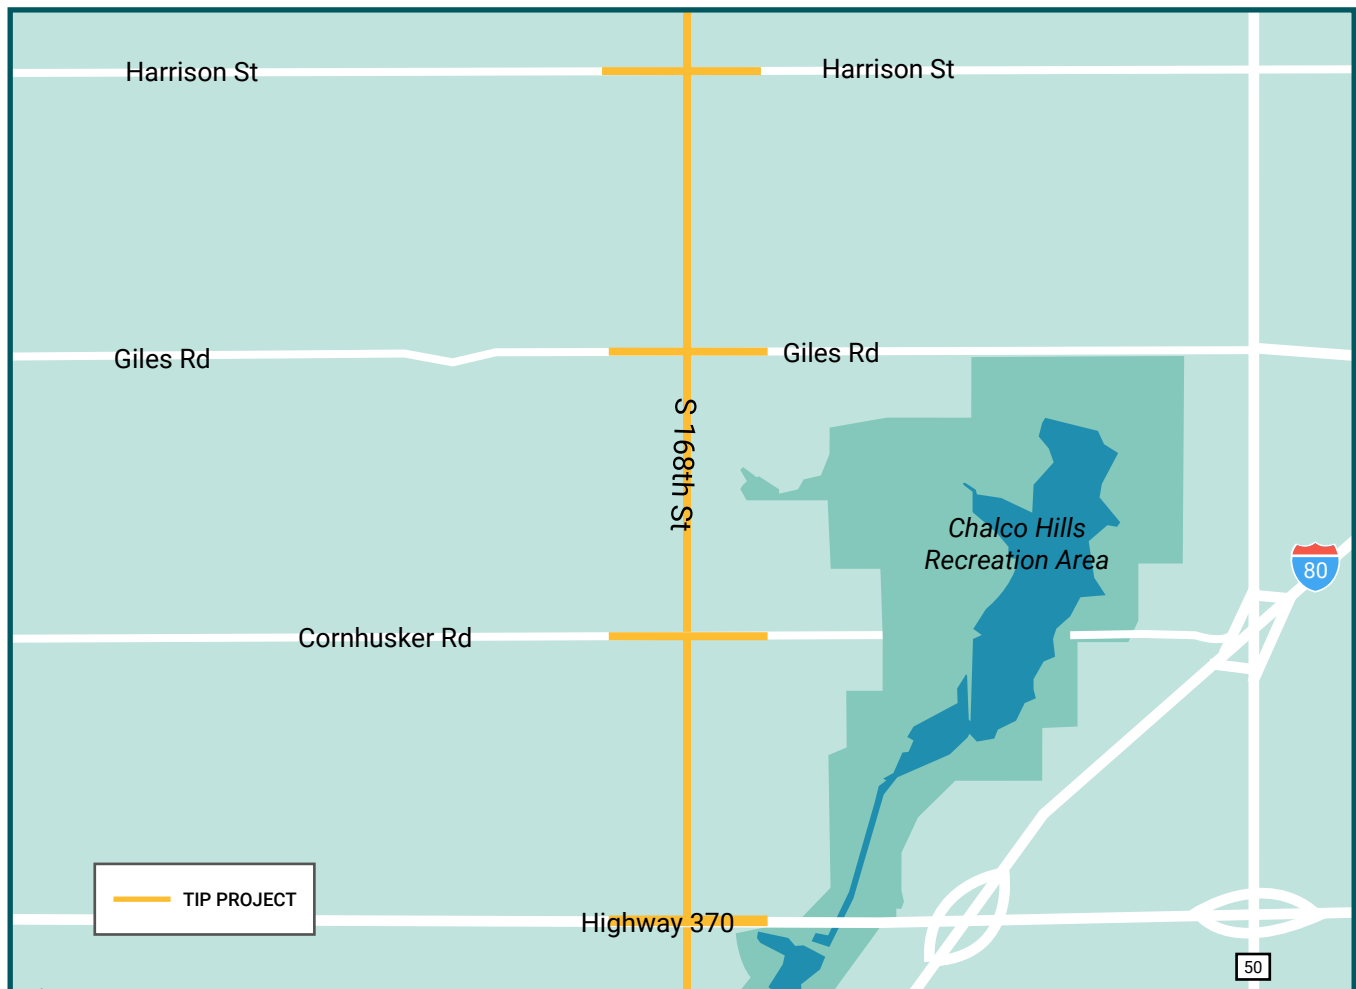 Harrison St
Harrison St
Giles Rd
Giles Rd
S 168th St
Chalco Hills
Recreation Area
80
Cornhusker Rd
TIP PROJECT
Highway 370
50